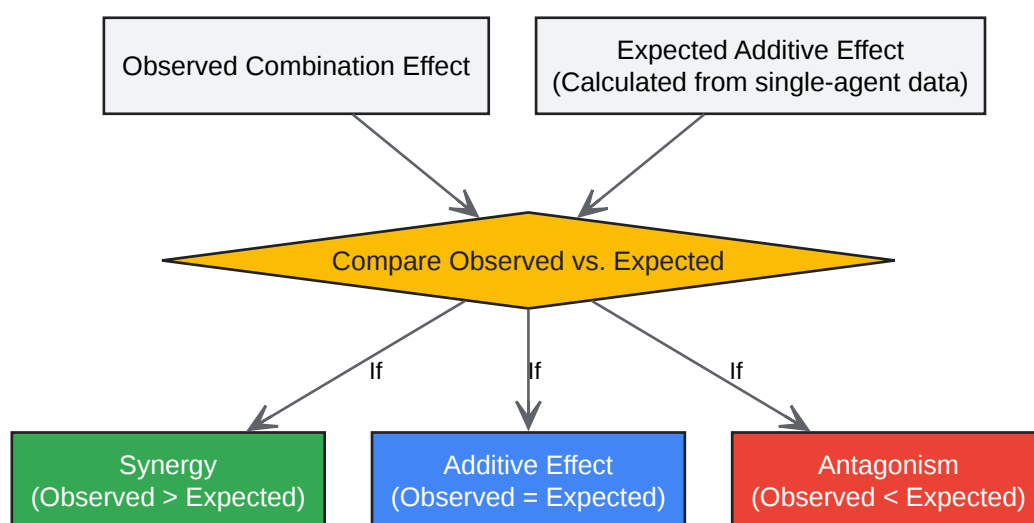 Observed Combination Effect
Expected Additive Effect
(Calculated from single-agent data)
Compare Observed vs. Expected
If
If
If
Synergy
(Observed > Expected)
Additive Effect
(Observed = Expected)
Antagonism
(Observed < Expected)